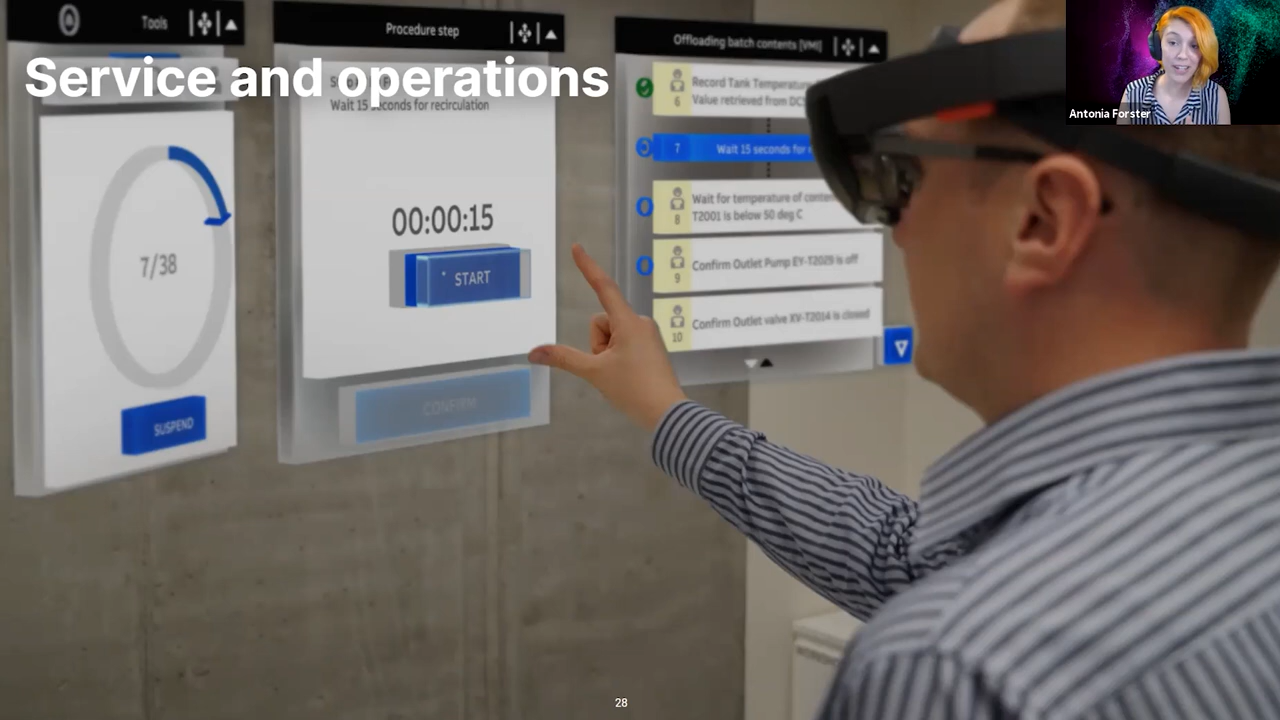 Tools
Procedure step
Offloading batch contents [VMI]
Antonia Forster
Service and operations
Wait 15 seconds for recirculation
6
Record Tank Temperature
Value retrieved from DCS
7
Wait 15 seconds for
8
Wait for temperature of
T2001 is below 50 deg C
9
Confirm Outlet Pump EY-T2029 is off
10
Confirm Outlet valve XV-T2014 is closed
7/38
00:00:15
START
SUSPEND
CONFIRM
28